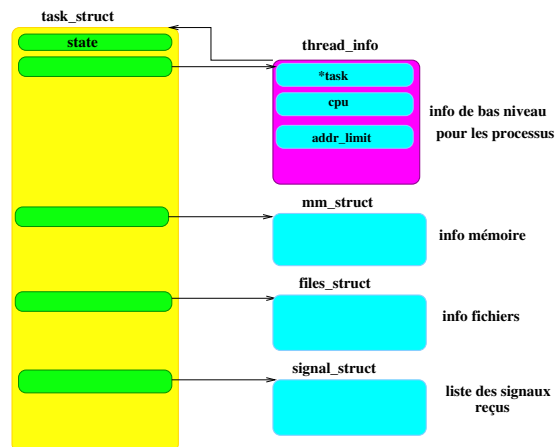 task_struct
state
thread_info
*task
cpu
addr_limit
info de bas niveau
pour les processus
mm_struct
info mémoire
files_struct
info fichiers
signal_struct
liste des signaux
reçus